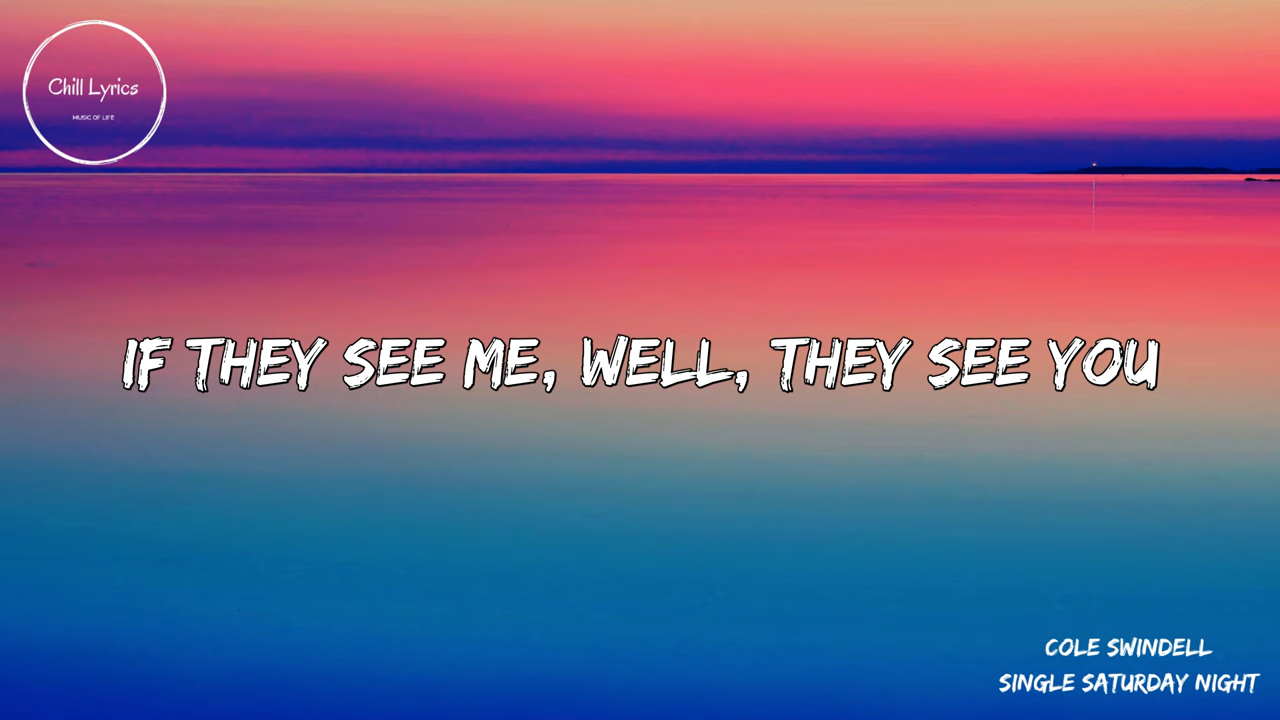 Chill Lyrics
MUSIC OF LIFE
IF THEY SEE ME, WELL, THEY SEE YOU
COLE SWINDELL
SINGLE SATURDAY NIGHT